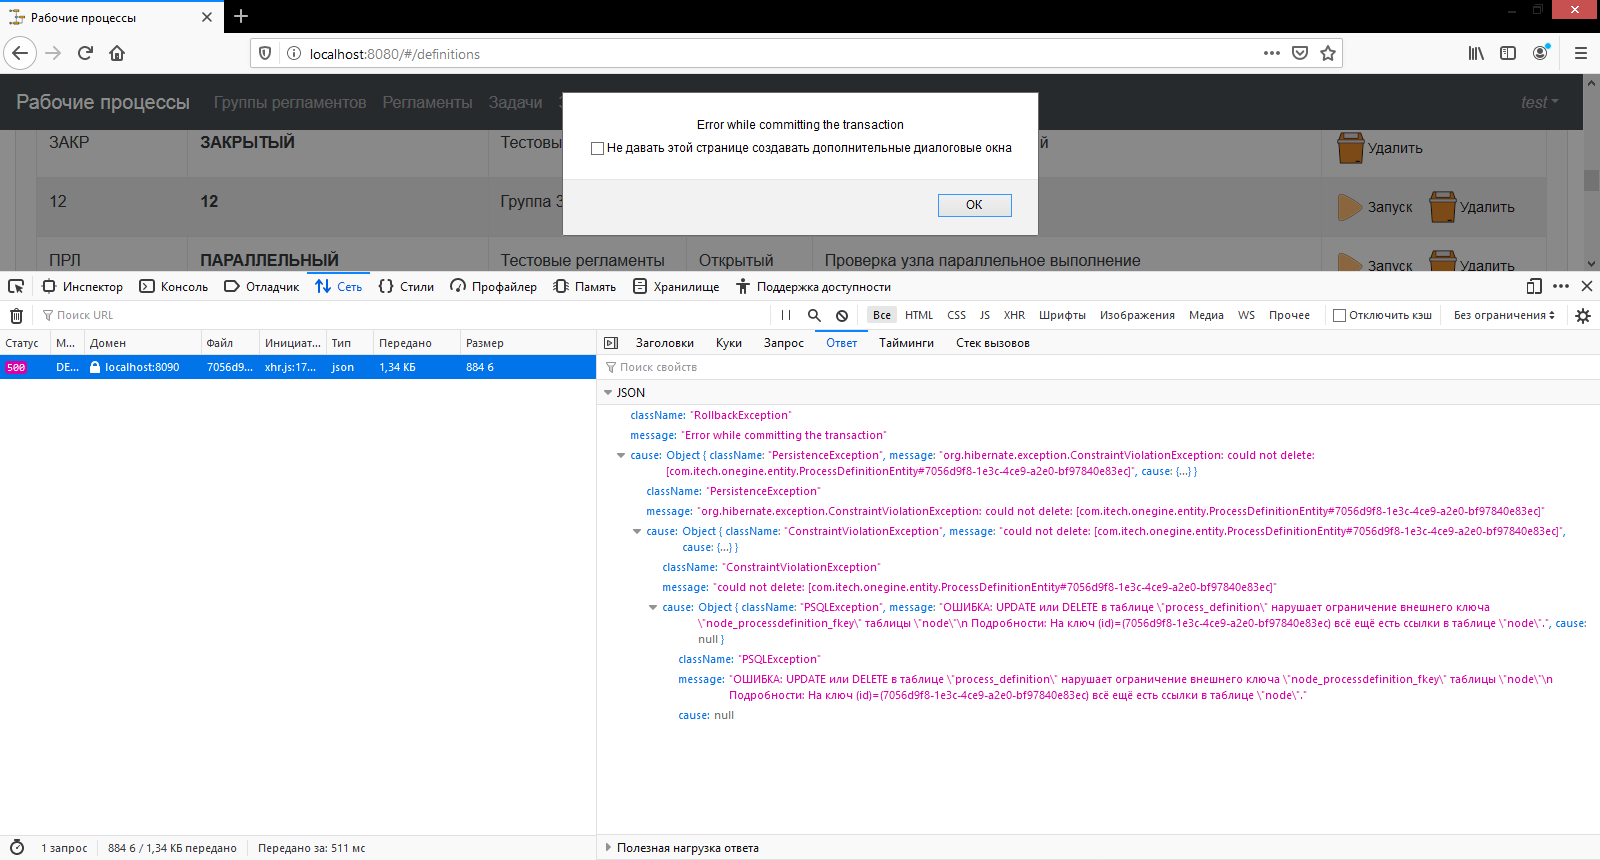 Рабочие процессы
localhost:8080/#/definitions
Рабочие процессы Группы регламентов Регламенты Задачи test
Error while committing the transaction
Не давать этой странице создавать дополнительные диалоговые окна
ОК
ЗАКР ЗАКРЫТЫЙ Тестовы й Удалить
12 12 Группа З Запуск Удалить
ПРЛ ПАРАЛЛЕЛЬНЫЙ Тестовые регламенты Открытый Проверка узла параллельное выполнение Запуск Удалить
Инспектор Консоль Отладчик Сеть Стили Профайлер Память Хранилище Поддержка доступности
Поиск URL Все HTML CSS JS XHR Шрифты Изображения Медиа WS Прочее Отключить кэш Без ограничения
Статус М... Домен Файл Инициат... Тип Передано Размер
500 DE... localhost:8090 7056d9... xhr.js:17... json 1,34 КБ 884 б
Заголовки Куки Запрос Ответ Тайминги Стек вызовов
Поиск свойств
JSON
className: "RollbackException"
message: "Error while committing the transaction"
cause: Object { className: "PersistenceException", message: "org.hibernate.exception.ConstraintViolationException: could not delete:
[com.itech.onegine.entity.ProcessDefinitionEntity#7056d9f8-1e3c-4ce9-a2e0-bf97840e83ec]", cause: {...} }
className: "PersistenceException"
message: "org.hibernate.exception.ConstraintViolationException: could not delete: [com.itech.onegine.entity.ProcessDefinitionEntity#7056d9f8-1e3c-4ce9-a2e0-bf97840e83ec]"
cause: Object { className: "ConstraintViolationException", message: "could not delete: [com.itech.onegine.entity.ProcessDefinitionEntity#7056d9f8-1e3c-4ce9-a2e0-bf97840e83ec]",
cause: {...} }
className: "ConstraintViolationException"
message: "could not delete: [com.itech.onegine.entity.ProcessDefinitionEntity#7056d9f8-1e3c-4ce9-a2e0-bf97840e83ec]"
cause: Object { className: "PSQLException", message: "ОШИБКА: UPDATE или DELETE в таблице \"process_definition\" нарушает ограничение внешнего ключа
\"node_processdefinition_fkey\" таблицы \"node\"\n Подробности: На ключ (id)=(7056d9f8-1e3c-4ce9-a2e0-bf97840e83ec) всё ещё есть ссылки в таблице \"node\".", cause:
null }
className: "PSQLException"
message: "ОШИБКА: UPDATE или DELETE в таблице \"process_definition\" нарушает ограничение внешнего ключа \"node_processdefinition_fkey\" таблицы \"node\"\n
Подробности: На ключ (id)=(7056d9f8-1e3c-4ce9-a2e0-bf97840e83ec) всё ещё есть ссылки в таблице \"node\"."
cause: null
1 запрос 884 б / 1,34 КБ передано Передано за: 511 мс
Полезная нагрузка ответа